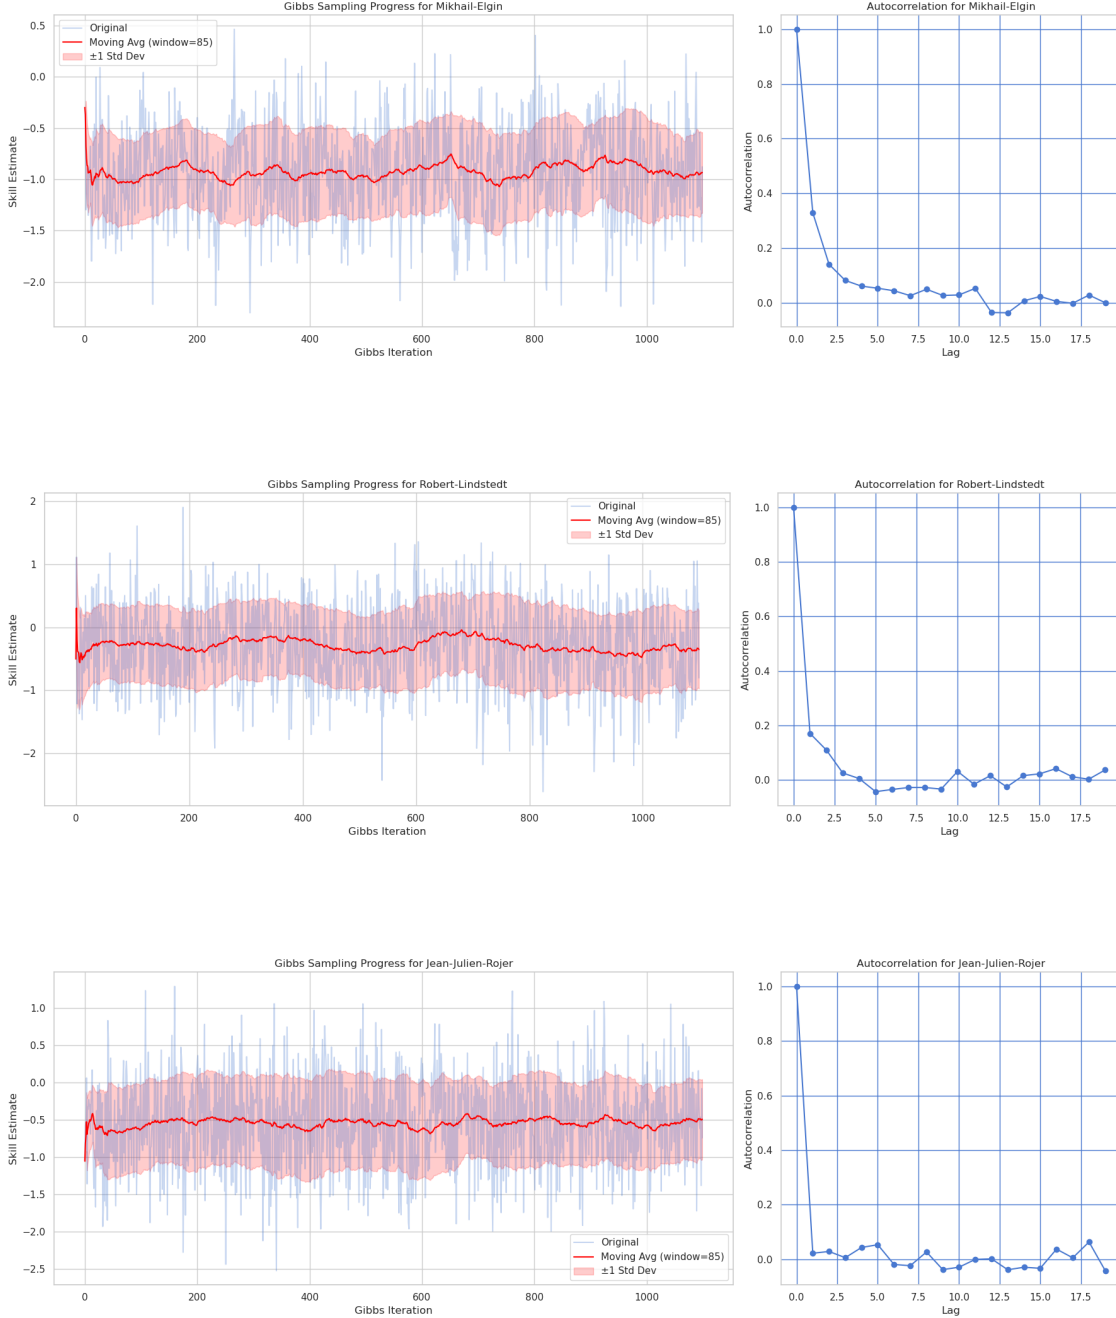 Gibbs Sampling Progress for Mikhail-Elgin
Original
Moving Avg (window=85)
±1 Std Dev
0.5
0.0
−0.5
−1.0
−1.5
−2.0
Skill Estimate
0
200
400
600
800
1000
Gibbs Iteration
Autocorrelation for Mikhail-Elgin
1.0
0.8
0.6
0.4
0.2
0.0
Autocorrelation
0.0
2.5
5.0
7.5
10.0
12.5
15.0
17.5
Lag
Gibbs Sampling Progress for Robert-Lindstedt
Original
Moving Avg (window=85)
±1 Std Dev
2
1
0
−1
−2
Skill Estimate
0
200
400
600
800
1000
Gibbs Iteration
Autocorrelation for Robert-Lindstedt
1.0
0.8
0.6
0.4
0.2
0.0
Autocorrelation
0.0
2.5
5.0
7.5
10.0
12.5
15.0
17.5
Lag
Gibbs Sampling Progress for Jean-Julien-Rojer
1.0
0.5
0.0
−0.5
−1.0
−1.5
−2.0
−2.5
Skill Estimate
Original
Moving Avg (window=85)
±1 Std Dev
0
200
400
600
800
1000
Gibbs Iteration
Autocorrelation for Jean-Julien-Rojer
1.0
0.8
0.6
0.4
0.2
0.0
Autocorrelation
0.0
2.5
5.0
7.5
10.0
12.5
15.0
17.5
Lag